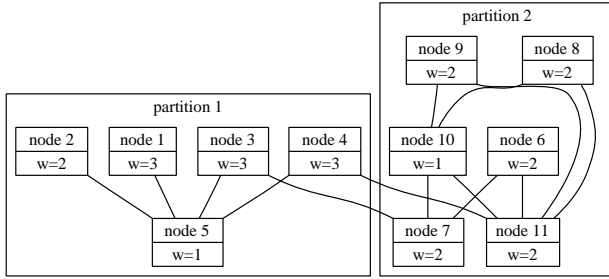 partition 2
node 9
w=2
node 8
w=2
partition 1
node 2
w=2
node 1
w=3
node 3
w=3
node 4
w=3
node 10
w=1
node 6
w=2
node 5
w=1
node 7
w=2
node 11
w=2